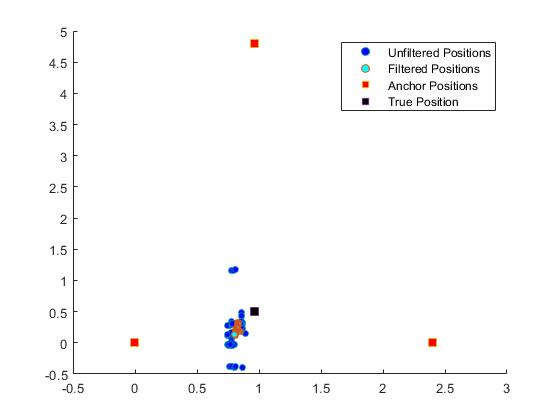 5
4.5
4
3.5
3
2.5
2
1.5
1
0.5
0
-0.5
-0.5 0 0.5 1 1.5 2 2.5 3
Unfiltered Positions
Filtered Positions
Anchor Positions
True Position